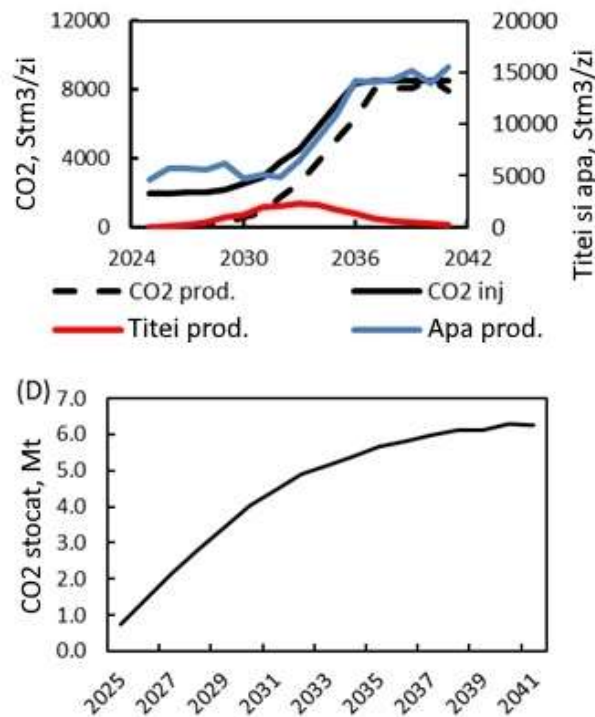 12000
8000
4000
0
CO2, Stm3/zi
20000
15000
10000
5000
0
Titei si apa, Stm3/zi
2024 2030 2036 2042
CO2 prod. CO2 inj
Titei prod. Apa prod.
(D)
7.0
6.0
5.0
4.0
3.0
2.0
1.0
0.0
CO2 stocat, Mt
2025 2027 2029 2031 2033 2035 2037 2039 2041